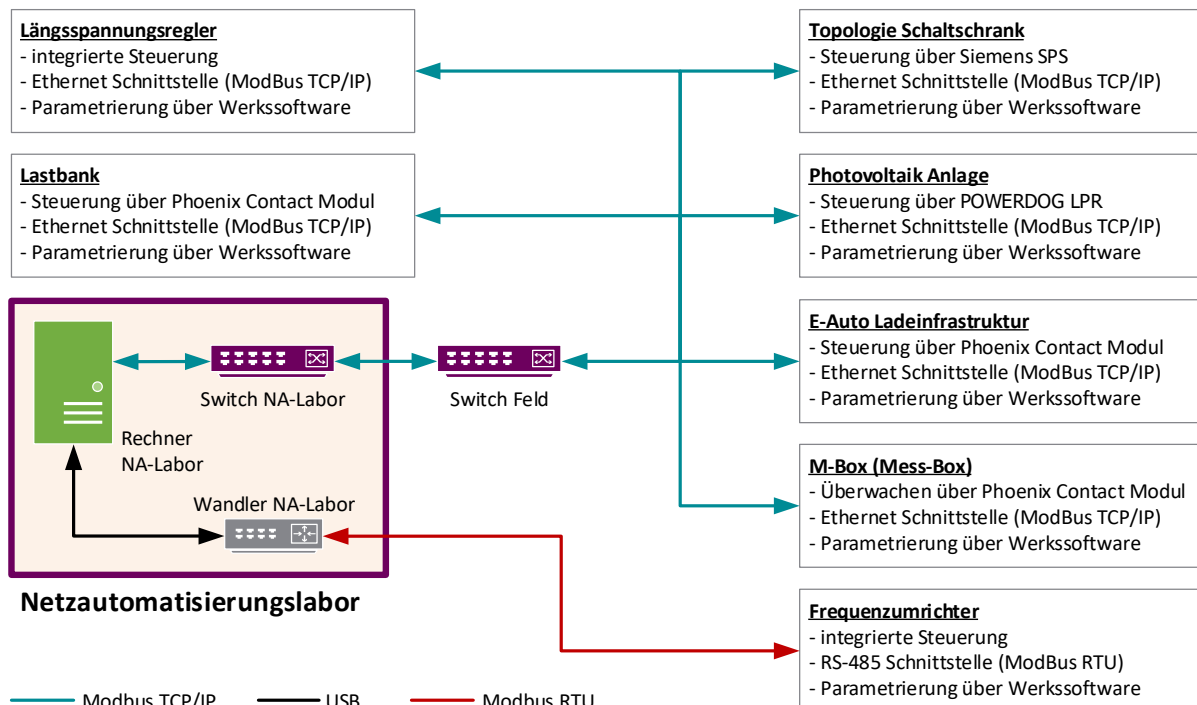 Längsspannungsregler
- integrierte Steuerung
- Ethernet Schnittstelle (ModBus TCP/IP)
- Parametrierung über Werkssoftware
Topologie Schaltschrank
- Steuerung über Siemens SPS
- Ethernet Schnittstelle (ModBus TCP/IP)
- Parametrierung über Werkssoftware
Lastbank
- Steuerung über Phoenix Contact Modul
- Ethernet Schnittstelle (ModBus TCP/IP)
- Parametrierung über Werkssoftware
Photovoltaik Anlage
- Steuerung über POWERDOG LPR
- Ethernet Schnittstelle (ModBus TCP/IP)
- Parametrierung über Werkssoftware
Switch NA-Labor
Switch Feld
Rechner
NA-Labor
Wandler NA-Labor
Netzautomatisierungslabor
E-Auto Ladeinfrastruktur
- Steuerung über Phoenix Contact Modul
- Ethernet Schnittstelle (ModBus TCP/IP)
- Parametrierung über Werkssoftware
M-Box (Mess-Box)
- Überwachen über Phoenix Contact Modul
- Ethernet Schnittstelle (ModBus TCP/IP)
- Parametrierung über Werkssoftware
Frequenzumrichter
- integrierte Steuerung
- RS-485 Schnittstelle (ModBus RTU)
- Parametrierung über Werkssoftware
Modbus TCP/IP
USB
Modbus RTU